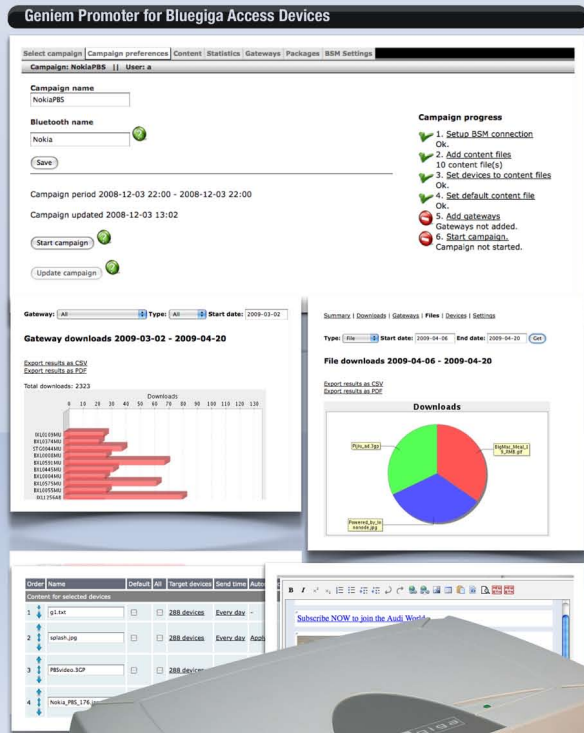 Geniem Promoter for Bluegiga Access Devices
Select campaign Campaign preferences Content Statistics Gateways Packages BSM Settings
Campaign: NokiaPBS || User: a
Campaign name
NokiaPBS
Bluetooth name
Nokia
Save
Campaign period 2008-12-03 22:00 - 2008-12-03 22:00
Campaign updated 2008-12-03 13:02
Start campaign
Update campaign
Campaign progress
1. Setup BSM connection
Ok.
2. Add content files
10 content file(s)
3. Set devices to content files
Ok.
4. Set default content file
Ok.
5. Add gateways
Gateways not added.
6. Start campaign.
Campaign not started.
Gateway: All Type: All Start date: 2009-03-02
Gateway downloads 2009-03-02 - 2009-04-20
Export results as CSV
Export results as PDF
Total downloads: 2323
Downloads
0 10 20 30 40 50 60 70 80 90 100 110 120 130
Summary | Downloads | Gateways | Files | Devices | Settings
Type: File Start date: 2009-04-06 End date: 2009-04-20 Get
File downloads 2009-04-06 - 2009-04-20
Export results as CSV
Export results as PDF
Downloads
Order Name Default All Target devices Send time
Content for selected devices
1 g1.txt 288 devices Every day -
2 splash.jpg 288 devices Every day
3 PBSvideo.3GP 288 devices
4 Nokia_PBS_176.
B I
Subscribe NOW to join the Audi World